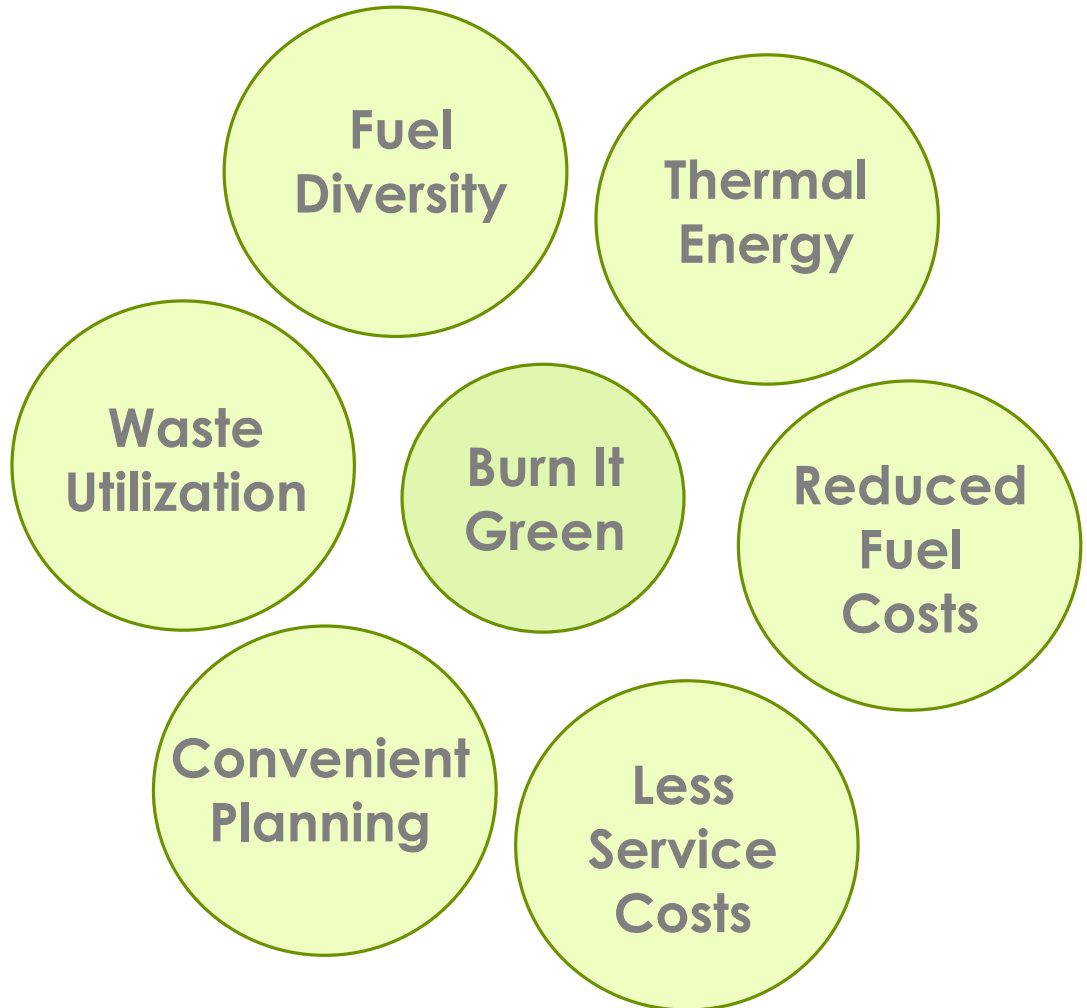 Fuel
Diversity
Thermal
Energy
Waste
Utilization
Burn It
Green
Reduced
Fuel
Costs
Convenient
Planning
Less
Service
Costs